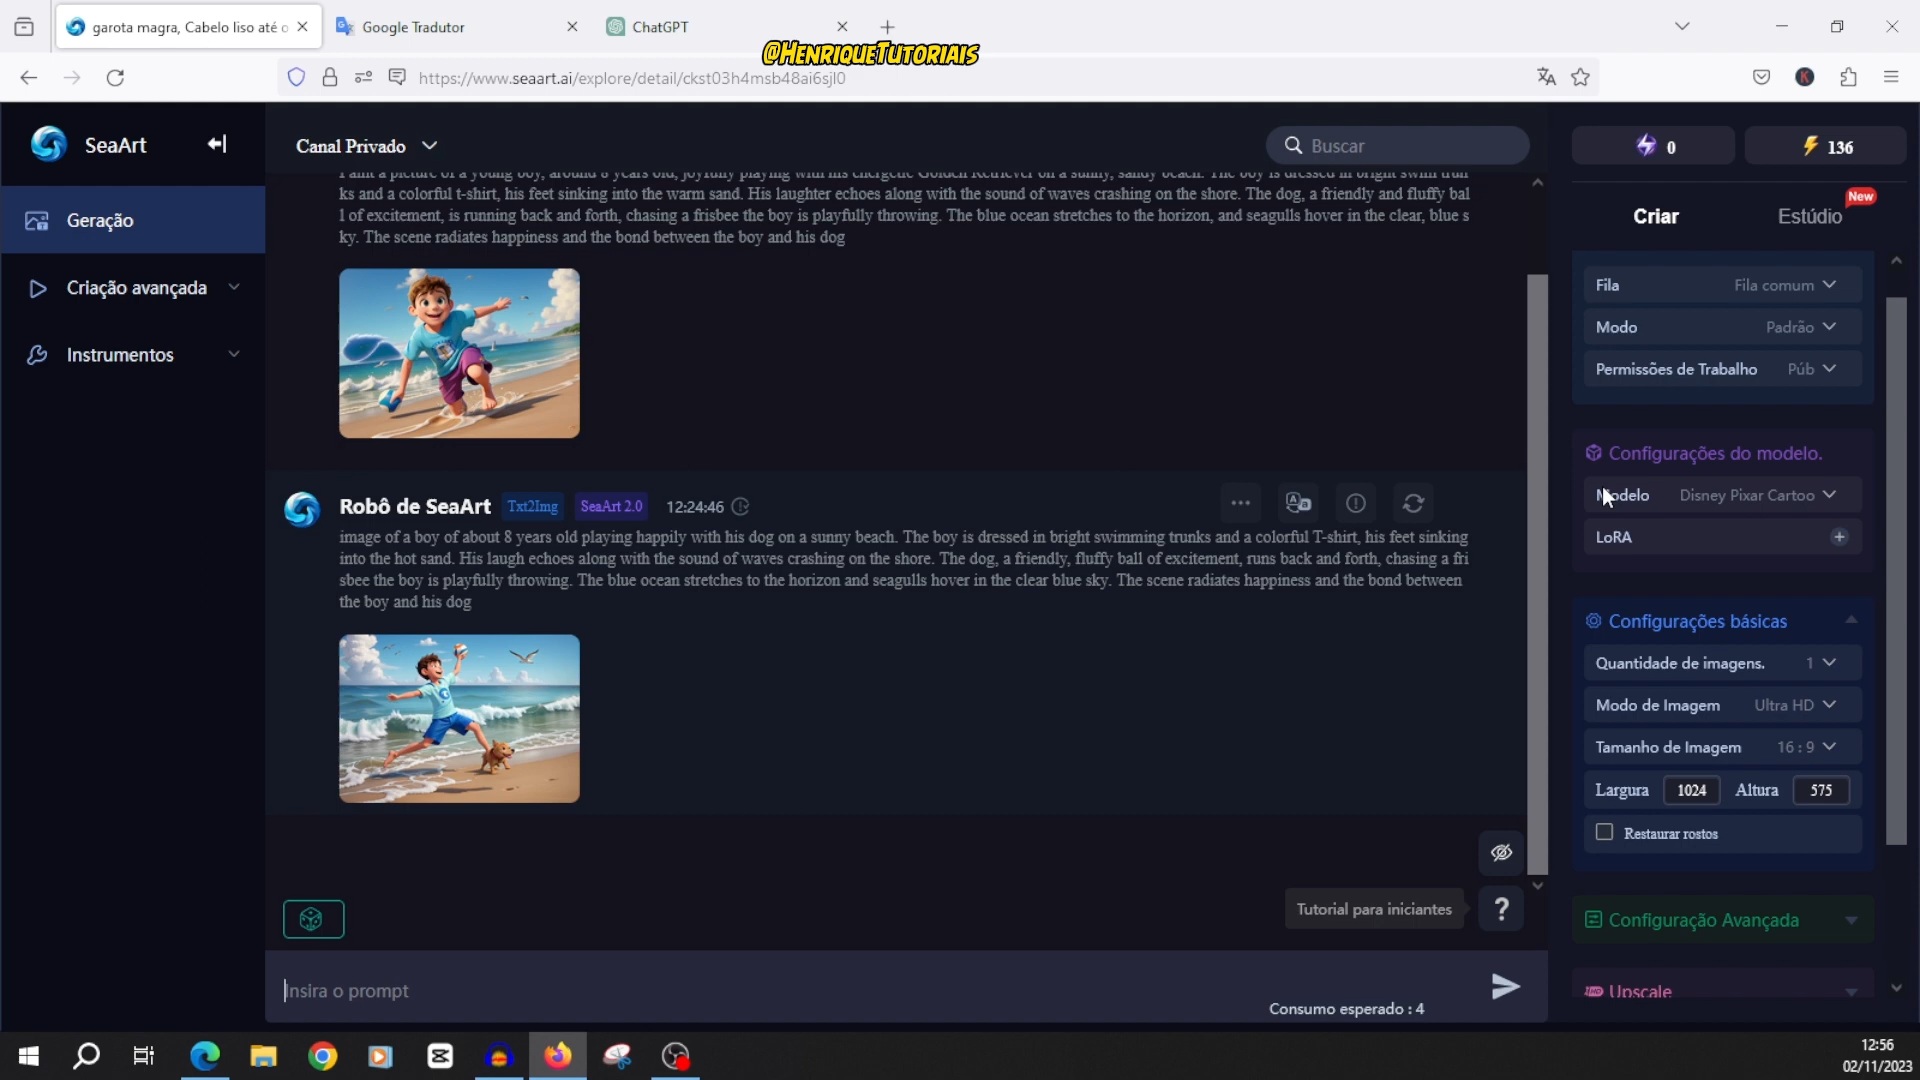 garota magra, Cabelo liso até o
Google Tradutor
ChatGPT
@HenriqueTutoriais
https://www.seaart.ai/explore/detail/ckst03h4msb48ai6sjl0
SeaArt
Canal Privado
Buscar
0
136
Geração
Criação avançada
Instrumentos
New
Criar
Estúdio
ks and a colorful t-shirt, his feet sinking into the warm sand. His laughter echoes along with the sound of waves crashing on the shore. The dog, a friendly and fluffy bal
l of excitement, is running back and forth, chasing a frisbee the boy is playfully throwing. The blue ocean stretches to the horizon, and seagulls hover in the clear, blue s
ky. The scene radiates happiness and the bond between the boy and his dog
Robô de SeaArt Txt2Img SeaArt 2.0 12:24:46
image of a boy of about 8 years old playing happily with his dog on a sunny beach. The boy is dressed in bright swimming trunks and a colorful T-shirt, his feet sinking
into the hot sand. His laugh echoes along with the sound of waves crashing on the shore. The dog, a friendly, fluffy ball of excitement, runs back and forth, chasing a fri
sbee the boy is playfully throwing. The blue ocean stretches to the horizon and seagulls hover in the clear blue sky. The scene radiates happiness and the bond between
the boy and his dog
Fila Fila comum
Modo Padrão
Permissões de Trabalho Púb
Configurações do modelo.
Modelo Disney Pixar Cartoo
LoRA
Configurações básicas
Quantidade de imagens. 1
Modo de Imagem Ultra HD
Tamanho de Imagem 16 : 9
Largura 1024 Altura 575
Restaurar rostos
Configuração Avançada
Upscale
Tutorial para iniciantes
?
Insira o prompt
Consumo esperado : 4
12:56
02/11/2023